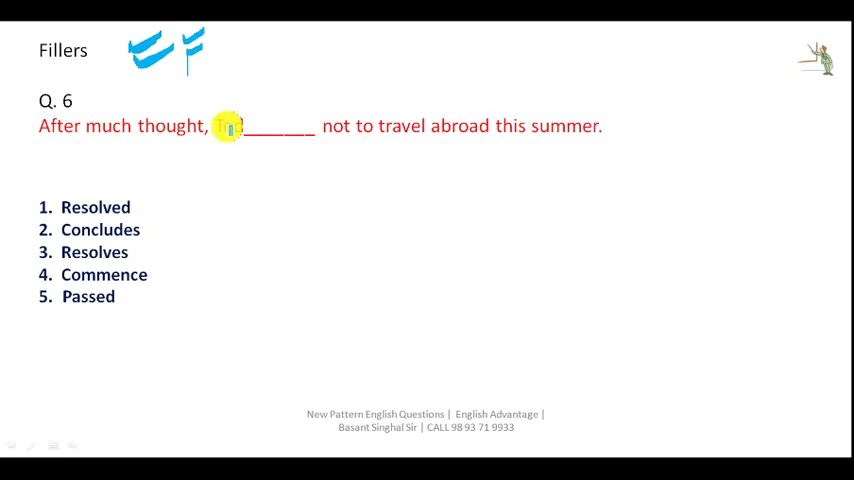 Fillers
Q. 6
After much thought, _______ not to travel abroad this summer.
1. Resolved
2. Concludes
3. Resolves
4. Commence
5. Passed
New Pattern English Questions | English Advantage |
Basant Singhal Sir | CALL 98 93 71 9933